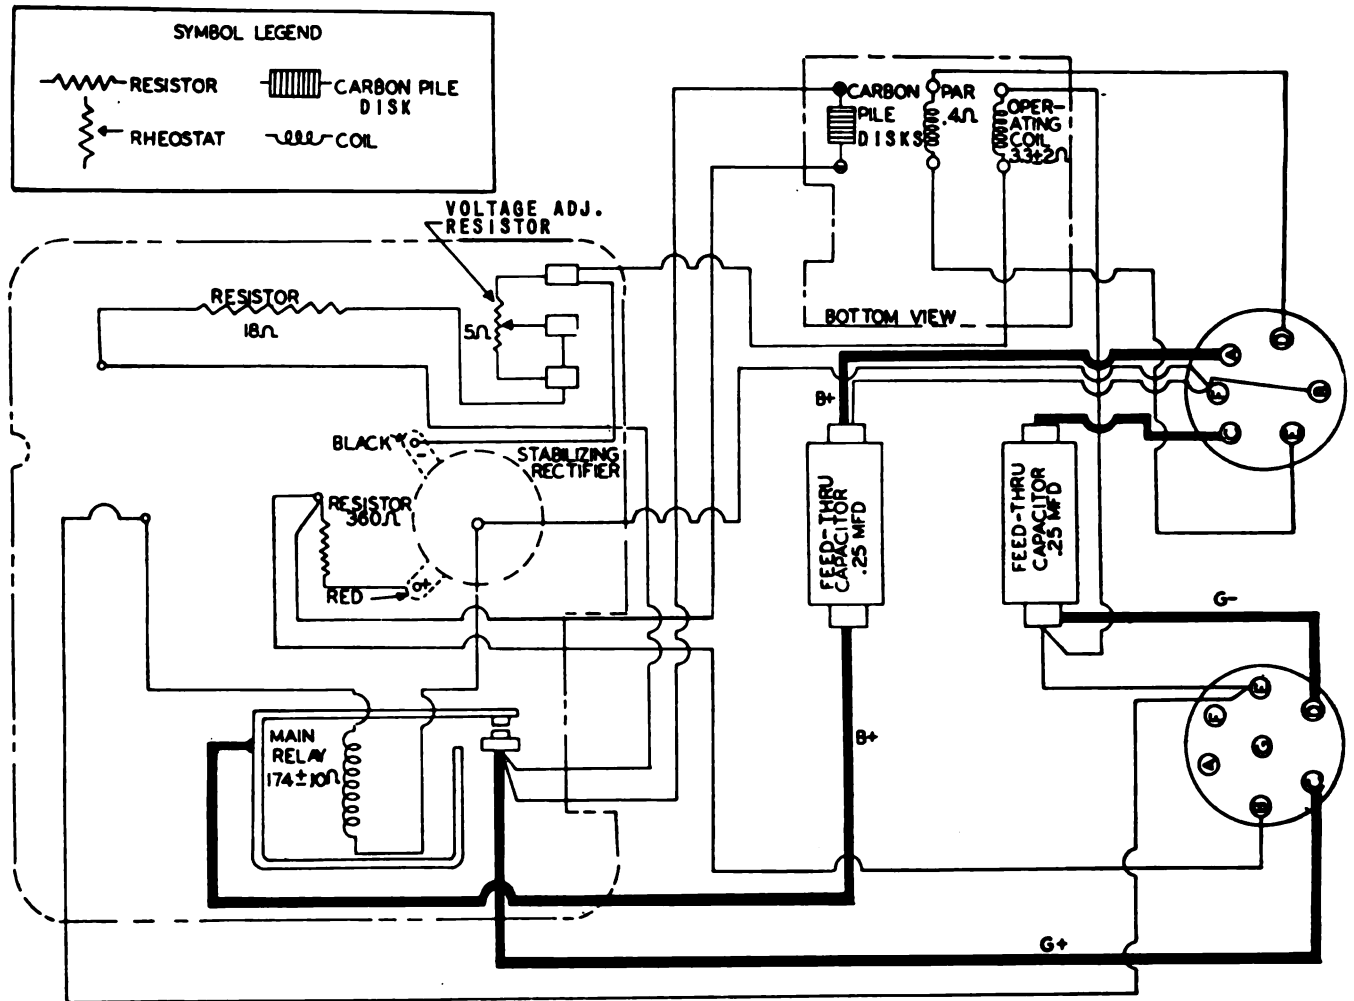 SYMBOL LEGEND
RESISTOR
CARBON PILE
DISK
RHEOSTAT
COIL
VOLTAGE ADJ.
RESISTOR
RESISTOR
18Ω
5Ω
BLACK
-
STABILIZING
RECTIFIER
RESISTOR
360Ω
RED
+
MAIN
RELAY
174±10Ω
CARBON
PILE
DISKS
PAR
.4Ω
OPER-
ATING
COIL
33±2Ω
BOTTOM VIEW
B+
FEED-THRU
CAPACITOR
.25 MFD
FEED-THRU
CAPACITOR
.25 MFD
B+
A
D
F
B
C
E
G-
E
F
D
G
A
C
B
G+